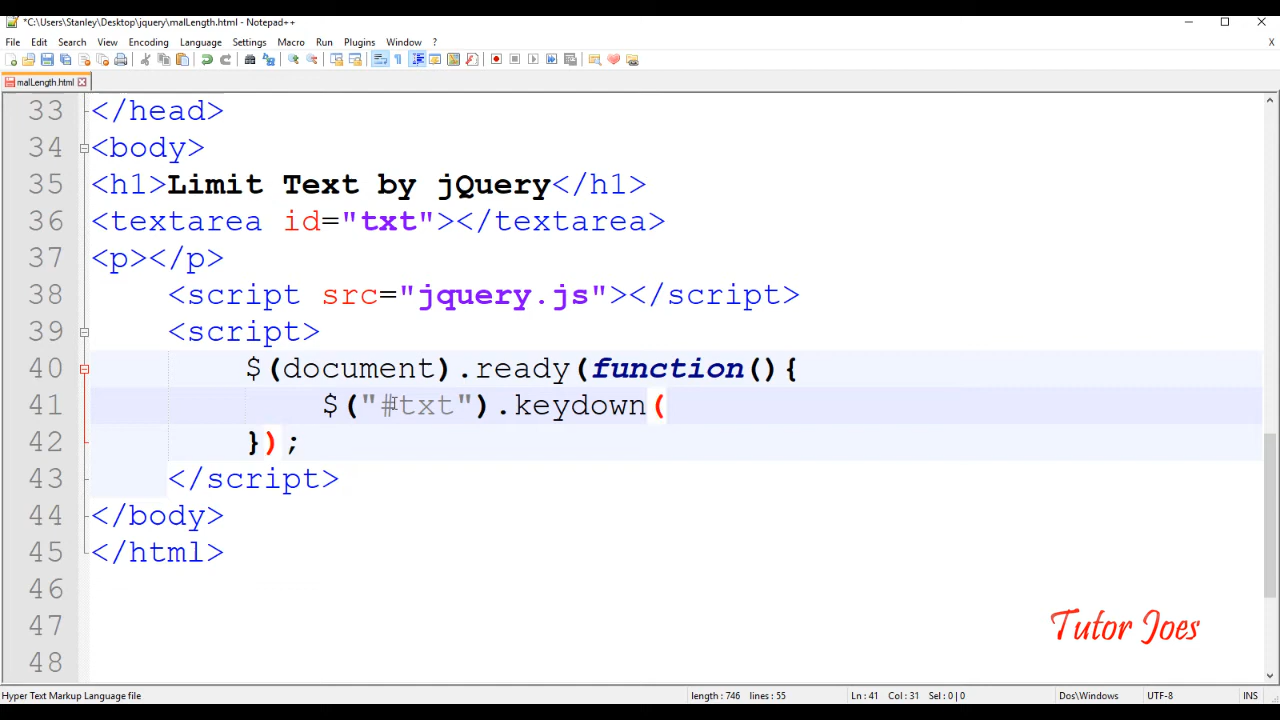 *C:\Users\Stanley\Desktop\jquery\malLength.html - Notepad++
File Edit Search View Encoding Language Settings Macro Run Plugins Window ? X
malLength.html
33 </head>
34 <body>
35 <h1>Limit Text by jQuery</h1>
36 <textarea id="txt"></textarea>
37 <p></p>
38 <script src="jquery.js"></script>
39 <script>
40 $(document).ready(function(){
41 $("#txt").keydown(
42 });
43 </script>
44 </body>
45 </html>
46
47
48
Tutor Joes
Hyper Text Markup Language file length : 746 lines : 55 Ln : 41 Col : 31 Sel : 0 | 0 Dos\Windows UTF-8 INS